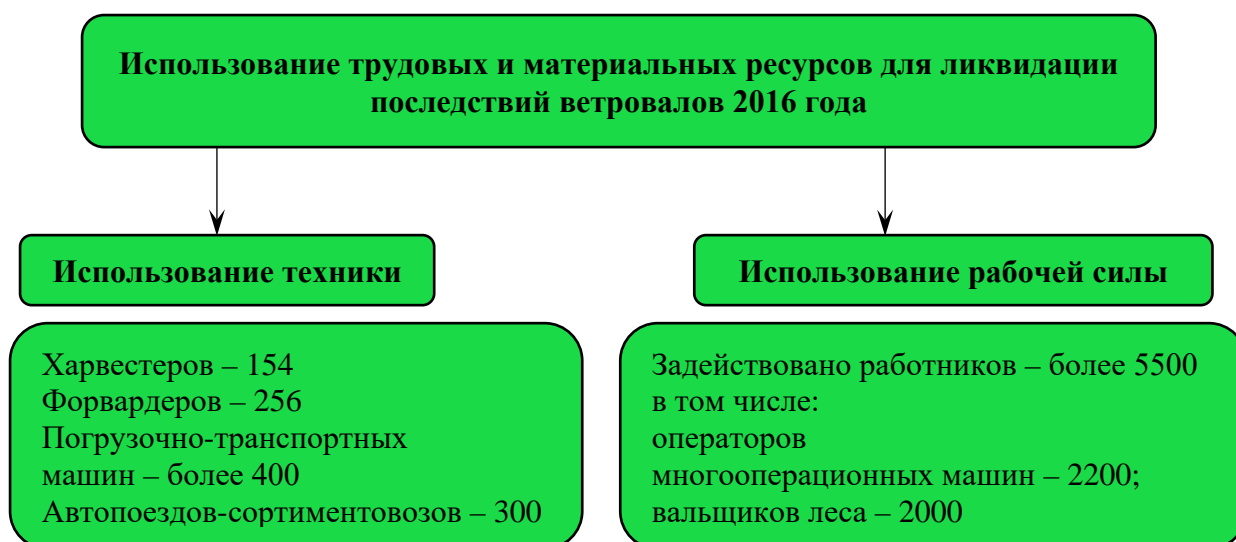 Использование трудовых и материальных ресурсов для ликвидации
последствий ветровалов 2016 года
Использование техники
Использование рабочей силы
Харвестеров – 154
Форвардеров – 256
Погрузочно-транспортных
машин – более 400
Автопоездов-сортиментовозов – 300
Задействовано работников – более 5500
в том числе:
операторов
многооперационных машин – 2200;
вальщиков леса – 2000